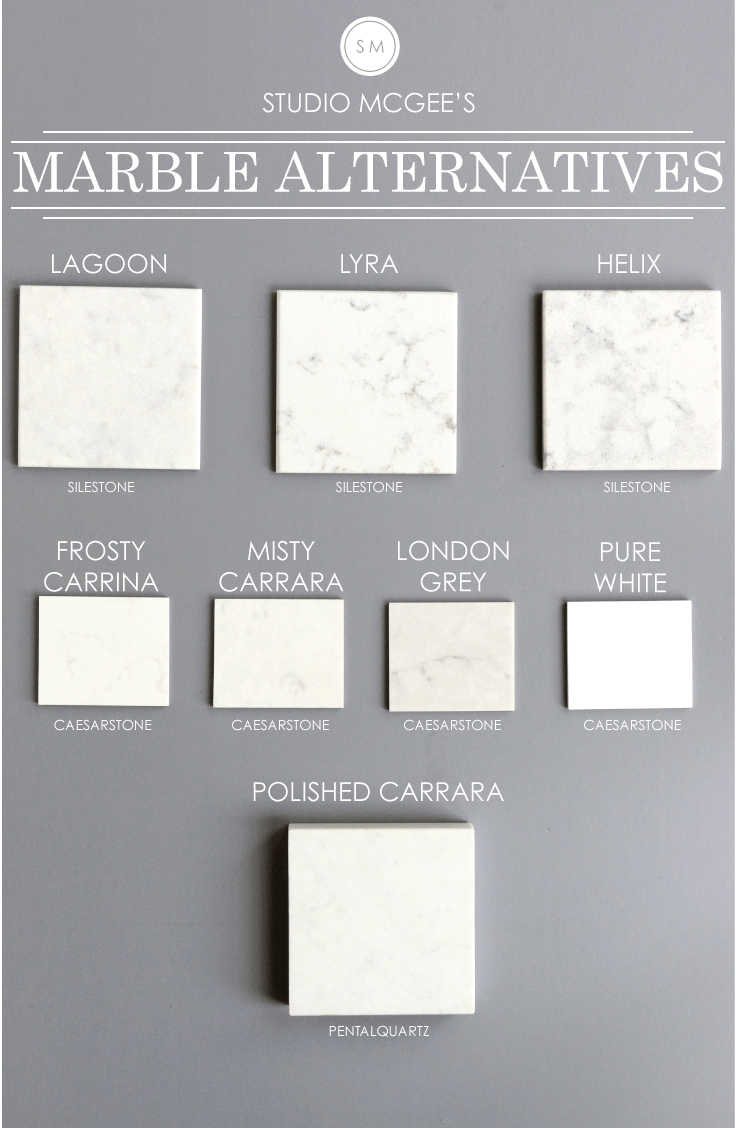 SM
STUDIO MCGEE'S
MARBLE ALTERNATIVES
LAGOON
LYRA
HELIX
SILESTONE
SILESTONE
SILESTONE
FROSTY
CARRINA
MISTY
CARRARA
LONDON
GREY
PURE
WHITE
CAESARSTONE
CAESARSTONE
CAESARSTONE
CAESARSTONE
POLISHED CARRARA
PENTALQUARTZ